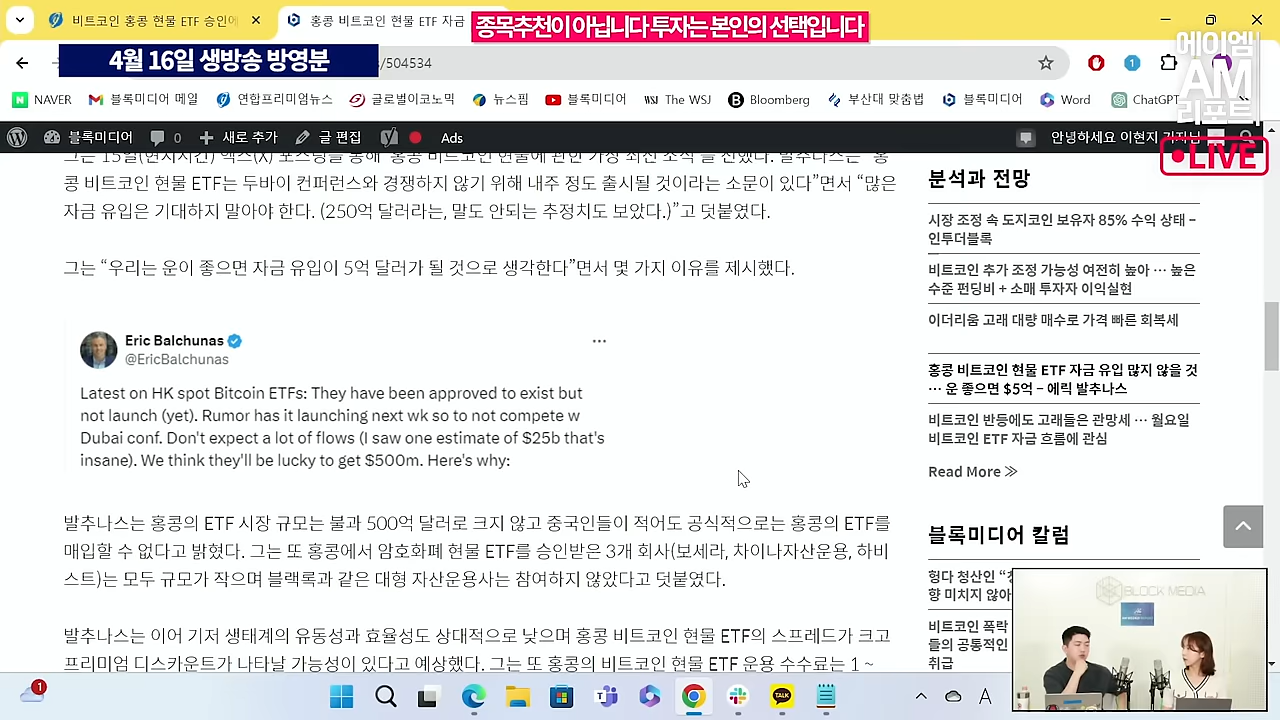 비트코인 홍콩 현물 ETF 승인에
홍콩 비트코인 현물 ETF 자금
종목추천이 아닙니다 투자는 본인의 선택입니다
4월 16일 생방송 방영분
/504534
에이엠
AM
리포트
LIVE
NAVER
블록미디어 메일
연합프리미엄뉴스
글로벌이코노믹
뉴스핌
블록미디어
WSJ The WSJ
Bloomberg
부산대 맞춤법
블록미디어
Word
ChatGPT
블록미디어
0
새로 추가
글 편집
Ads
안녕하세요 이현지 기자님
그는 15일(현지시간) 엑스(X) 포스팅을 통해 “홍콩 비트코인 현물에 관한 가장 최신 소식”을 전했다. 발추나스는 “홍
콩 비트코인 현물 ETF는 두바이 컨퍼런스와 경쟁하지 않기 위해 내주 정도 출시될 것이라는 소문이 있다”면서 “많은
자금 유입은 기대하지 말아야 한다. (250억 달러라는, 말도 안되는 추정치도 보았다.)”고 덧붙였다.
그는 “우리는 운이 좋으면 자금 유입이 5억 달러가 될 것으로 생각한다”면서 몇 가지 이유를 제시했다.
Eric Balchunas
@EricBalchunas
Latest on HK spot Bitcoin ETFs: They have been approved to exist but
not launch (yet). Rumor has it launching next wk so to not compete w
Dubai conf. Don't expect a lot of flows (I saw one estimate of $25b that's
insane). We think they'll be lucky to get $500m. Here's why:
발추나스는 홍콩의 ETF 시장 규모는 불과 500억 달러로 크지 않고 중국인들이 적어도 공식적으로는 홍콩의 ETF를
매입할 수 없다고 밝혔다. 그는 또 홍콩에서 암호화폐 현물 ETF를 승인받은 3개 회사(보세라, 차이나자산운용, 하비
스트)는 모두 규모가 작으며 블랙록과 같은 대형 자산운용사는 참여하지 않았다고 덧붙였다.
발추나스는 이어 기저 생태계의 유동성과 효율성도 상대적으로 낮으며 홍콩 비트코인 현물 ETF의 스프레드가 크고
프리미엄 디스카운트가 나타날 가능성이 있다고 예상했다. 그는 또 홍콩의 비트코인 현물 ETF 운용 수수료는 1 ~
분석과 전망
시장 조정 속 도지코인 보유자 85% 수익 상태 –
인투더블록
비트코인 추가 조정 가능성 여전히 높아 … 높은
수준 펀딩비 + 소매 투자자 이익실현
이더리움 고래 대량 매수로 가격 빠른 회복세
홍콩 비트코인 현물 ETF 자금 유입 많지 않을 것
… 운 좋으면 $5억 – 에릭 발추나스
비트코인 반등에도 고래들은 관망세 … 월요일
비트코인 ETF 자금 흐름에 관심
Read More ≫
블록미디어 칼럼
헝다 청산인
향 미치지 않아
비트코인 폭락
들의 공통적인
취급
BLOCK MEDIA
1
1
TALK
A